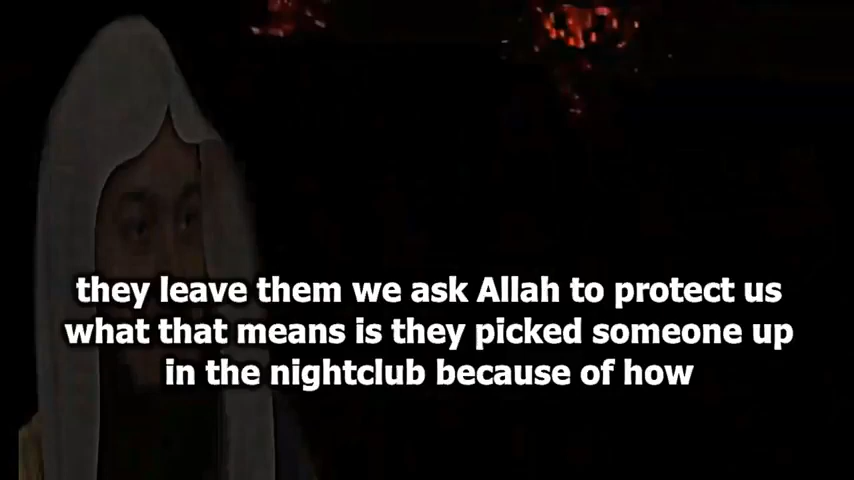 they leave them we ask Allah to protect us
what that means is they picked someone up
in the nightclub because of how